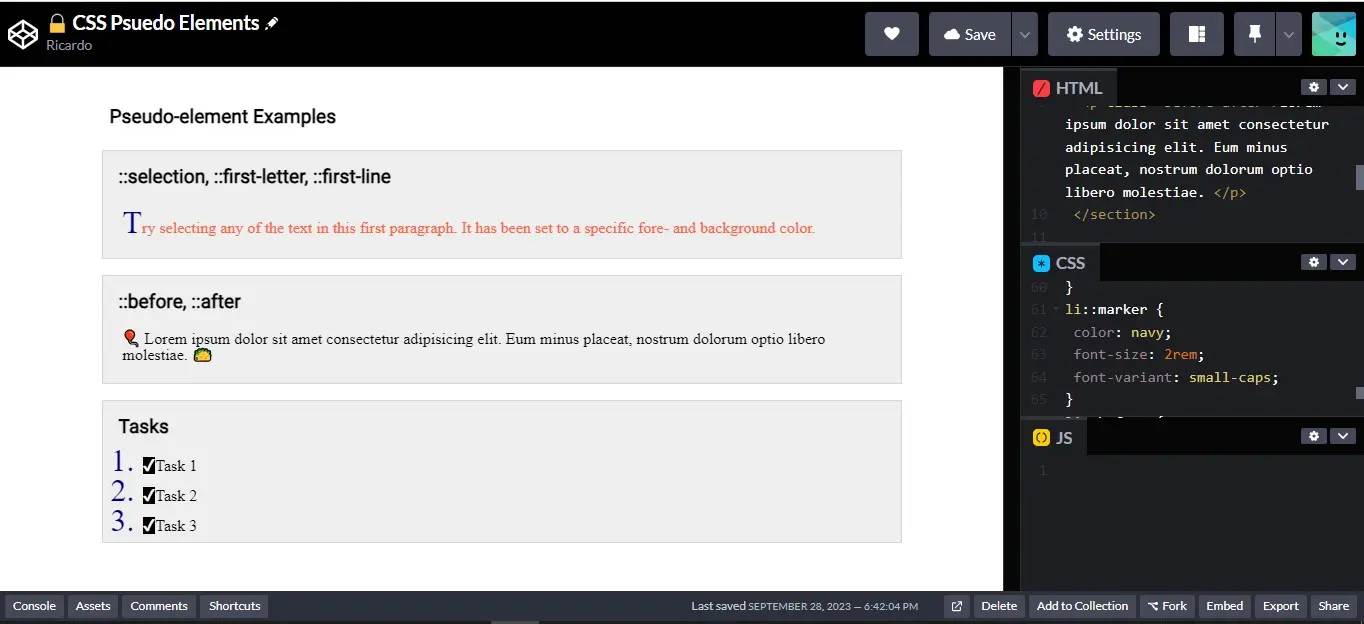 CSS Psuedo Elements
Ricardo
Save
Settings
Pseudo-element Examples
::selection, ::first-letter, ::first-line
Try selecting any of the text in this first paragraph. It has been set to a specific fore- and background color.
::before, ::after
Lorem ipsum dolor sit amet consectetur adipisicing elit. Eum minus placeat, nostrum dolorum optio libero
molestiae.
Tasks
1. Task 1
2. Task 2
3. Task 3
HTML
ipsum dolor sit amet consectetur
adipisicing elit. Eum minus
placeat, nostrum dolorum optio
libero molestiae. </p>
10 </section>
11
CSS
60 }
61 li::marker {
62 color: navy;
63 font-size: 2rem;
64 font-variant: small-caps;
65 }
JS
1
Console Assets Comments Shortcuts
Last saved SEPTEMBER 28, 2023 — 6:42:04 PM
Delete Add to Collection Fork Embed Export Share